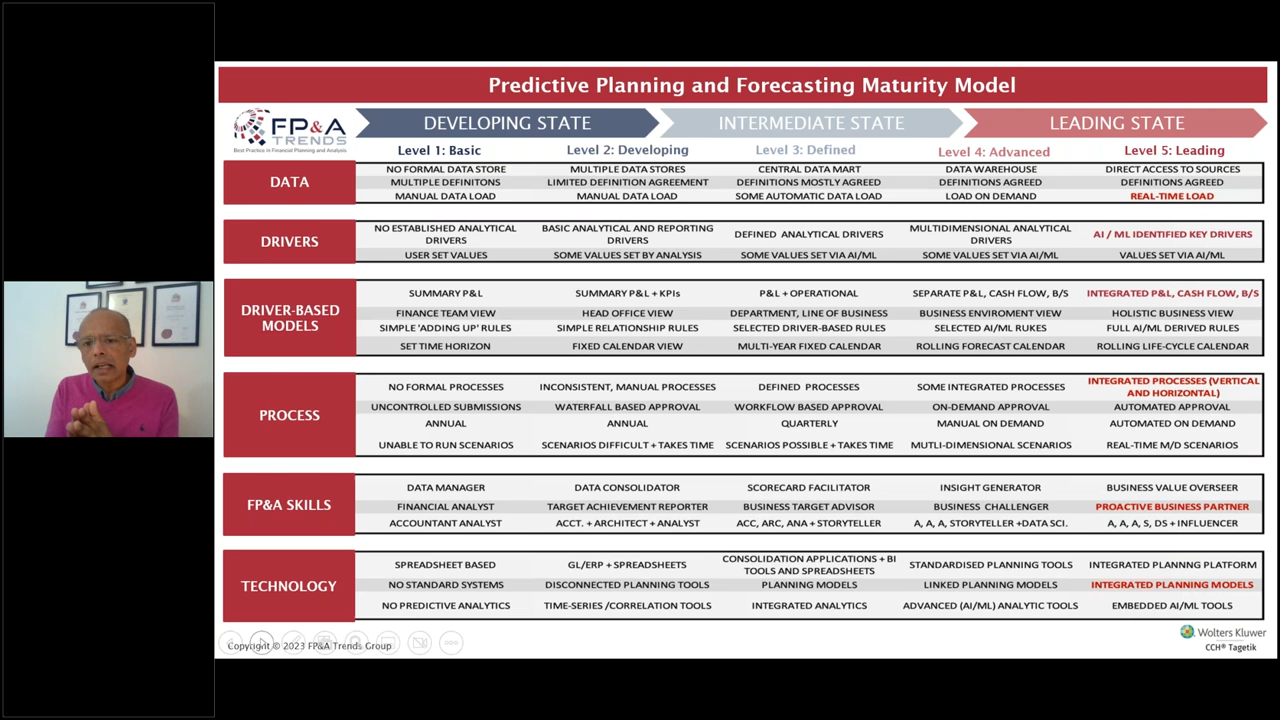 Predictive Planning and Forecasting Maturity Model
FP&A
TRENDS
Best Practice in Financial Planning and Analysis
DEVELOPING STATE
INTERMEDIATE STATE
LEADING STATE
Level 1: Basic
Level 2: Developing
Level 3: Defined
Level 4: Advanced
Level 5: Leading
DATA
NO FORMAL DATA STORE
MULTIPLE DATA STORES
CENTRAL DATA MART
DATA WAREHOUSE
DIRECT ACCESS TO SOURCES
MULTIPLE DEFINITONS
LIMITED DEFINITION AGREEMENT
DEFINITIONS MOSTLY AGREED
DEFINITIONS AGREED
DEFINITIONS AGREED
MANUAL DATA LOAD
MANUAL DATA LOAD
SOME AUTOMATIC DATA LOAD
LOAD ON DEMAND
REAL-TIME LOAD
DRIVERS
NO ESTABLISHED ANALYTICAL
DRIVERS
BASIC ANALYTICAL AND REPORTING
DRIVERS
DEFINED ANALYTICAL DRIVERS
MULTIDIMENSIONAL ANALYTICAL
DRIVERS
AI / ML IDENTIFIED KEY DRIVERS
USER SET VALUES
SOME VALUES SET BY ANALYSIS
SOME VALUES SET VIA AI/ML
SOME VALUES SET VIA AI/ML
VALUES SET VIA AI/ML
DRIVER-BASED
MODELS
SUMMARY P&L
SUMMARY P&L + KPIs
P&L + OPERATIONAL
SEPARATE P&L, CASH FLOW, B/S
INTEGRATED P&L, CASH FLOW, B/S
FINANCE TEAM VIEW
HEAD OFFICE VIEW
DEPARTMENT, LINE OF BUSINESS
BUSINESS ENVIROMENT VIEW
HOLISTIC BUSINESS VIEW
SIMPLE 'ADDING UP' RULES
SIMPLE RELATIONSHIP RULES
SELECTED DRIVER-BASED RULES
SELECTED AI/ML RUKES
FULL AI/ML DERIVED RULES
SET TIME HORIZON
FIXED CALENDAR VIEW
MULTI-YEAR FIXED CALENDAR
ROLLING FORECAST CALENDAR
ROLLING LIFE-CYCLE CALENDAR
PROCESS
NO FORMAL PROCESSES
INCONSISTENT, MANUAL PROCESSES
DEFINED PROCESSES
SOME INTEGRATED PROCESSES
INTEGRATED PROCESSES (VERTICAL
AND HORIZONTAL)
UNCONTROLLED SUBMISSIONS
WATERFALL BASED APPROVAL
WORKFLOW BASED APPROVAL
ON-DEMAND APPROVAL
AUTOMATED APPROVAL
ANNUAL
ANNUAL
QUARTERLY
MANUAL ON DEMAND
AUTOMATED ON DEMAND
UNABLE TO RUN SCENARIOS
SCENARIOS DIFFICULT + TAKES TIME
SCENARIOS POSSIBLE + TAKES TIME
MUTLI-DIMENSIONAL SCENARIOS
REAL-TIME M/D SCENARIOS
FP&A SKILLS
DATA MANAGER
DATA CONSOLIDATOR
SCORECARD FACILITATOR
INSIGHT GENERATOR
BUSINESS VALUE OVERSEER
FINANCIAL ANALYST
TARGET ACHIEVEMENT REPORTER
BUSINESS TARGET ADVISOR
BUSINESS CHALLENGER
PROACTIVE BUSINESS PARTNER
ACCOUNTANT ANALYST
ACCT. + ARCHITECT + ANALYST
ACC, ARC, ANA + STORYTELLER
A, A, A, STORYTELLER +DATA SCI.
A, A, A, S, DS + INFLUENCER
TECHNOLOGY
SPREADSHEET BASED
GL/ERP + SPREADSHEETS
CONSOLIDATION APPLICATIONS + BI
TOOLS AND SPREADSHEETS
STANDARDISED PLANNING TOOLS
INTEGRATED PLANNNG PLATFORM
NO STANDARD SYSTEMS
DISCONNECTED PLANNING TOOLS
PLANNING MODELS
LINKED PLANNING MODELS
INTEGRATED PLANNING MODELS
NO PREDICTIVE ANALYTICS
TIME-SERIES /CORRELATION TOOLS
INTEGRATED ANALYTICS
ADVANCED (AI/ML) ANALYTIC TOOLS
EMBEDDED AI/ML TOOLS
Copyright © 2023 FP&A Trends Group
Wolters Kluwer
CCH® Tagetik